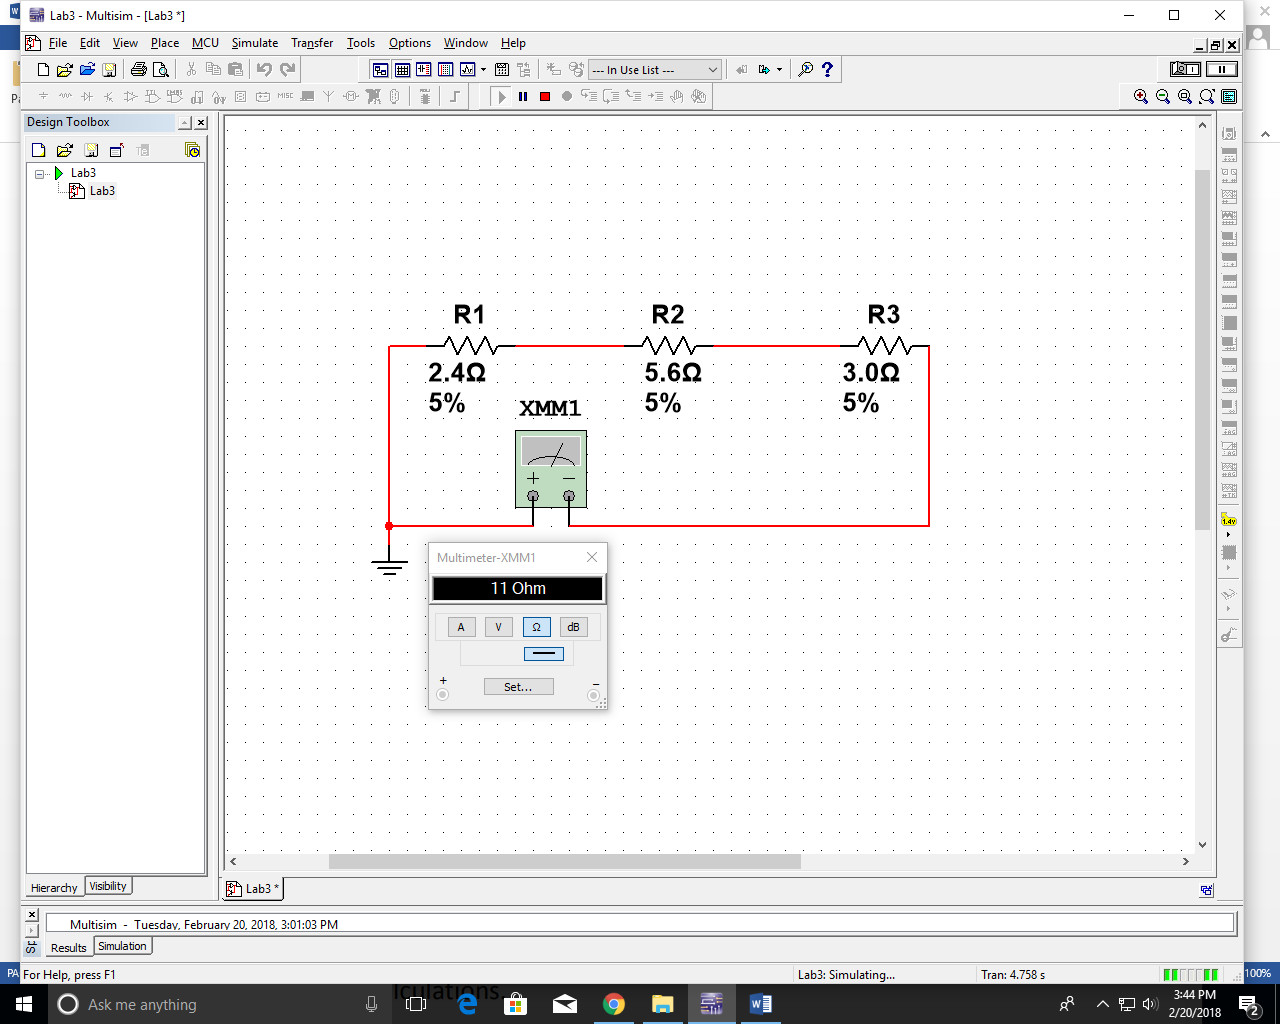 Lab3 - Multisim - [Lab3 *]
File Edit View Place MCU Simulate Transfer Tools Options Window Help
--- In Use List ---
Design Toolbox
Lab3
Lab3
R1 R2 R3
2.4Ω 5.6Ω 3.0Ω
5% 5% 5%
XMM1
Multimeter-XMM1
11 Ohm
A V Ω dB
+ −
Set...
Hierarchy Visibility
Lab3 *
Multisim - Tuesday, February 20, 2018, 3:01:03 PM
Results Simulation
For Help, press F1
Lab3: Simulating... Tran: 4.758 s
PA 100%
lculations.
Ask me anything
3:44 PM
2/20/2018
2